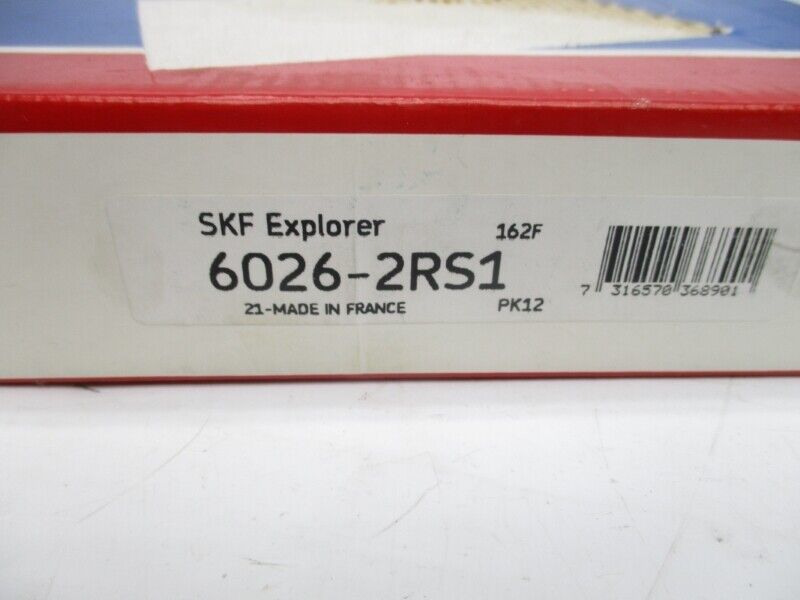 SKF Explorer
162F
6026-2RS1
21-MADE IN FRANCE
PK12
7 316570 368901